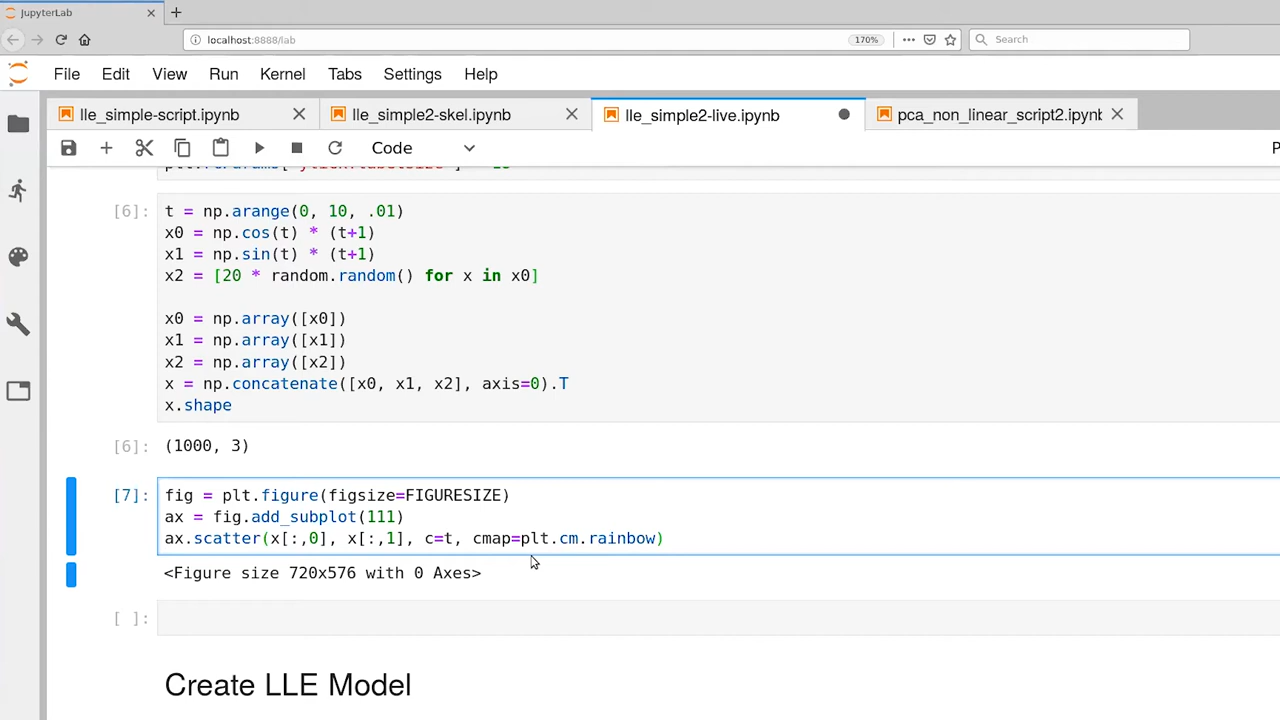 JupyterLab
localhost:8888/lab
170%
Search
File Edit View Run Kernel Tabs Settings Help
lle_simple-script.ipynb
lle_simple2-skel.ipynb
lle_simple2-live.ipynb
pca_non_linear_script2.ipynb
Code
P
[6]:
t = np.arange(0, 10, .01)
x0 = np.cos(t) * (t+1)
x1 = np.sin(t) * (t+1)
x2 = [20 * random.random() for x in x0]
x0 = np.array([x0])
x1 = np.array([x1])
x2 = np.array([x2])
x = np.concatenate([x0, x1, x2], axis=0).T
x.shape
[6]: (1000, 3)
[7]: fig = plt.figure(figsize=FIGURESIZE)
ax = fig.add_subplot(111)
ax.scatter(x[:,0], x[:,1], c=t, cmap=plt.cm.rainbow)
<Figure size 720x576 with 0 Axes>
[ ]:
Create LLE Model